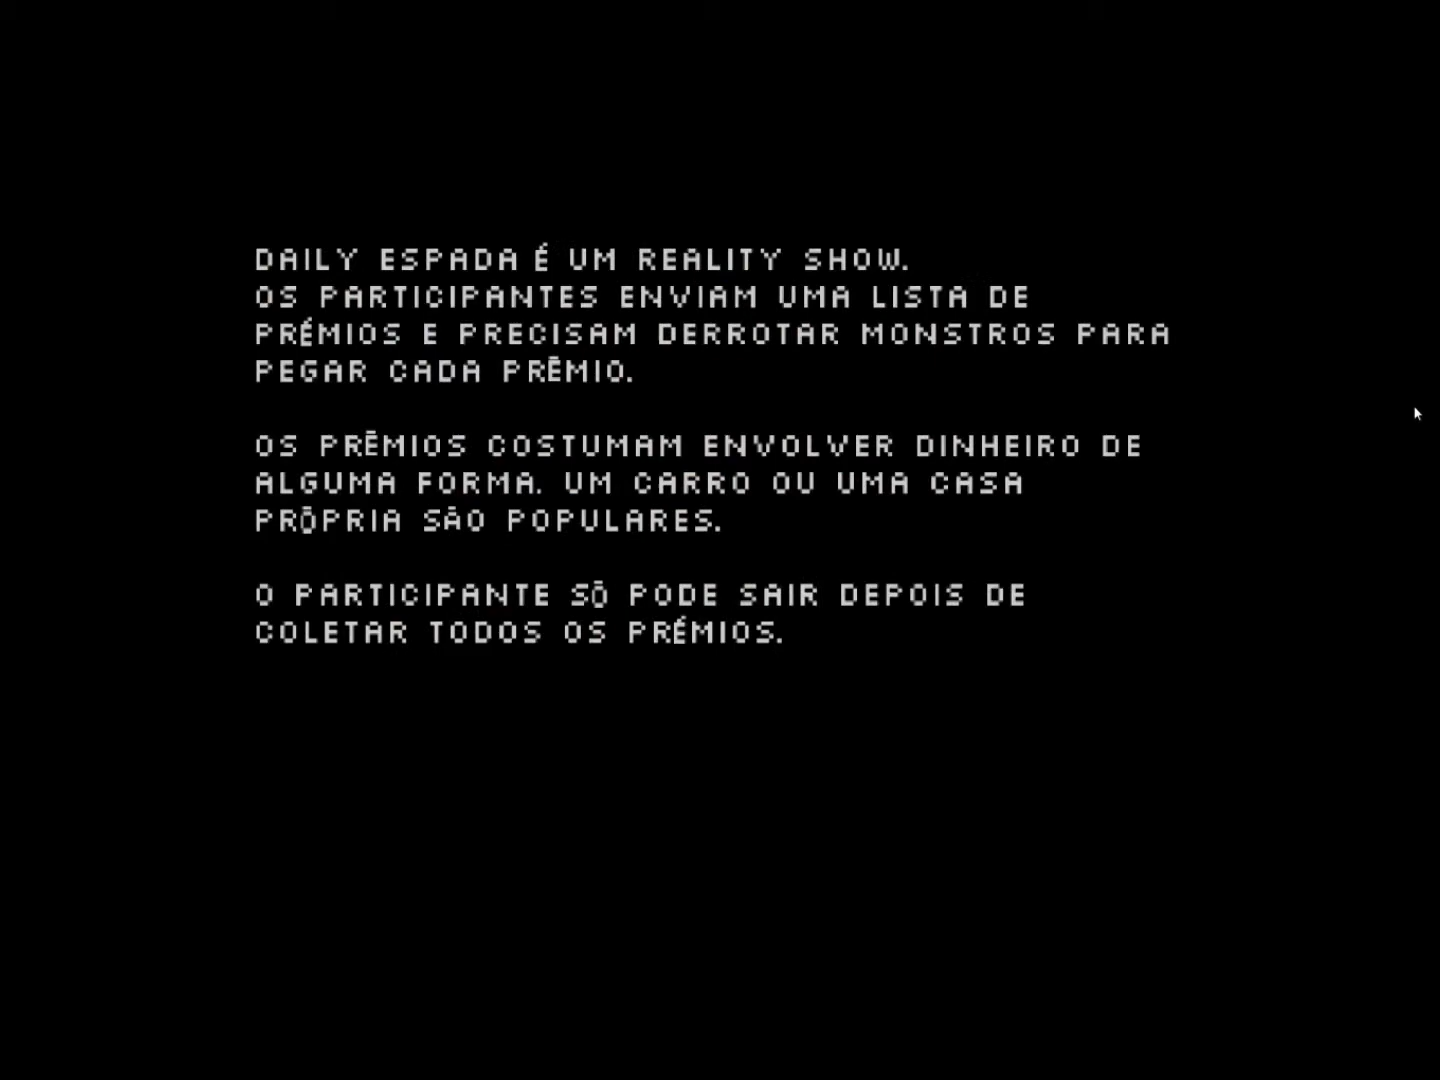 DAILY ESPADA É UM REALITY SHOW.
OS PARTICIPANTES ENVIAM UMA LISTA DE
PRÉMIOS E PRECISAM DERROTAR MONSTROS PARA
PEGAR CADA PRÊMIO.
OS PRÊMIOS COSTUMAM ENVOLVER DINHEIRO DE
ALGUMA FORMA. UM CARRO OU UMA CASA
PRÓPRIA SÃO POPULARES.
O PARTICIPANTE SÓ PODE SAIR DEPOIS DE
COLETAR TODOS OS PRÉMIOS.